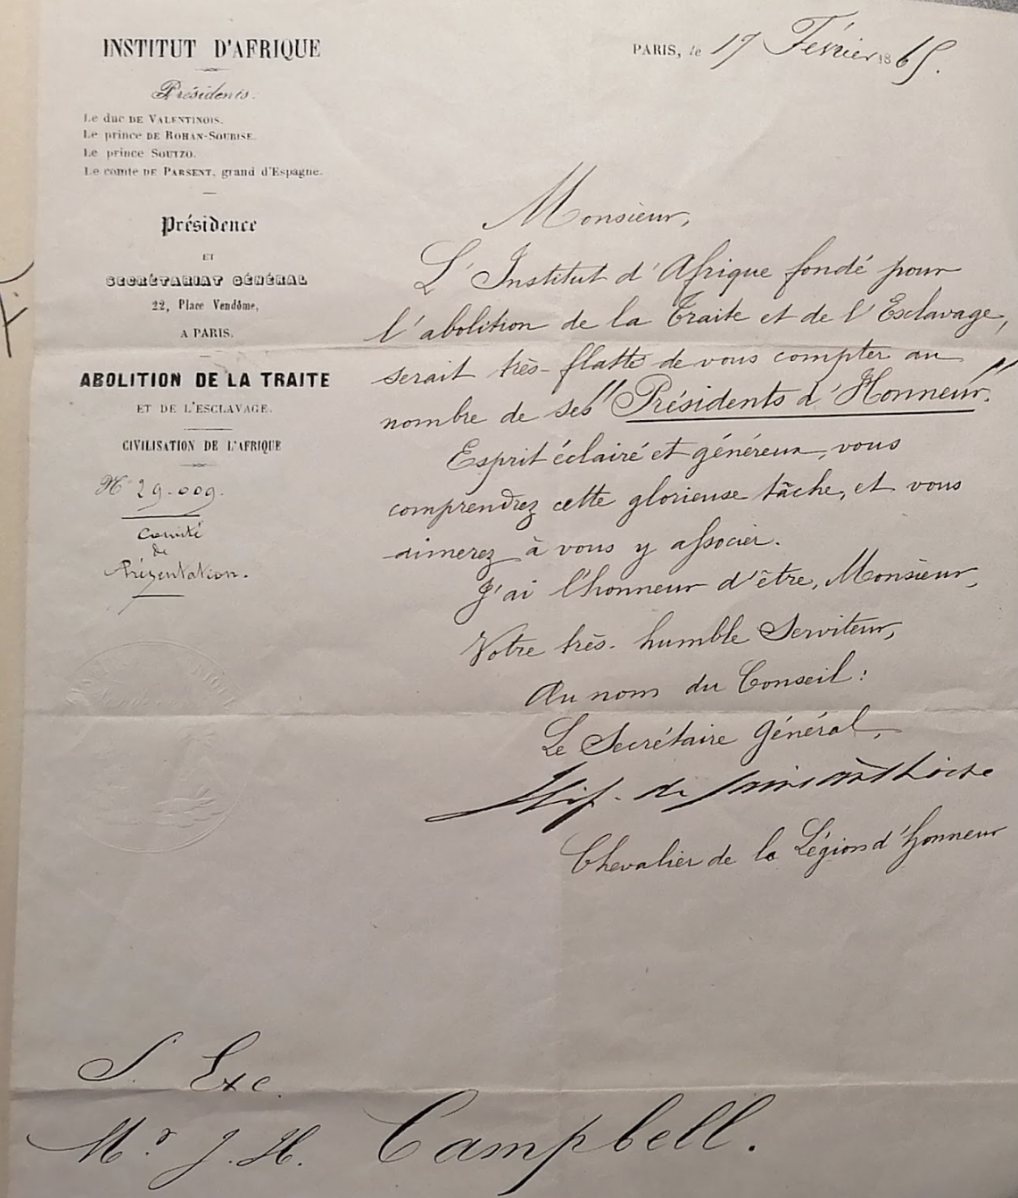 INSTITUT D'AFRIQUE
Présidents.
Le duc DE VALENTINOIS.
Le prince DE ROHAN-SOUBISE.
Le prince SOUTZO.
Le comte DE PARSENT, grand d'Espagne.
Présidence
ET
SECRÉTARIAT GÉNÉRAL
22, Place Vendôme,
A PARIS.
ABOLITION DE LA TRAITE
ET DE L'ESCLAVAGE.
CIVILISATION DE L'AFRIQUE
No 29.009.
Comité
de
Présentation.
PARIS, le 17 Février 1865.
Monsieur,
L'Institut d'Afrique fondé pour
l'abolition de la Traite et de l'Esclavage,
serait très-flatté de vous compter au
nombre de ses "Présidents d'Honneur."
Esprit éclairé et généreux, vous
comprendrez cette glorieuse tâche, et vous
aimerez à vous y associer.
J'ai l'honneur d'être, Monsieur,
Votre très-humble Serviteur,
Au nom du Conseil:
Le Secrétaire Général,
de
Chevalier de la Légion d'honneur
S. Exc.
Mr. J. H. Campbell.